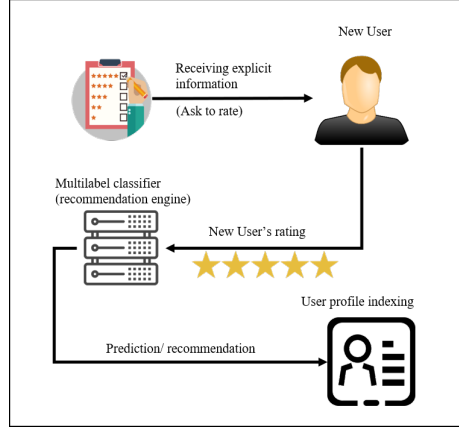 New User
Receiving explicit
information
(Ask to rate)
Multilabel classifier
(recommendation engine)
New User's rating
User profile indexing
Prediction/ recommendation